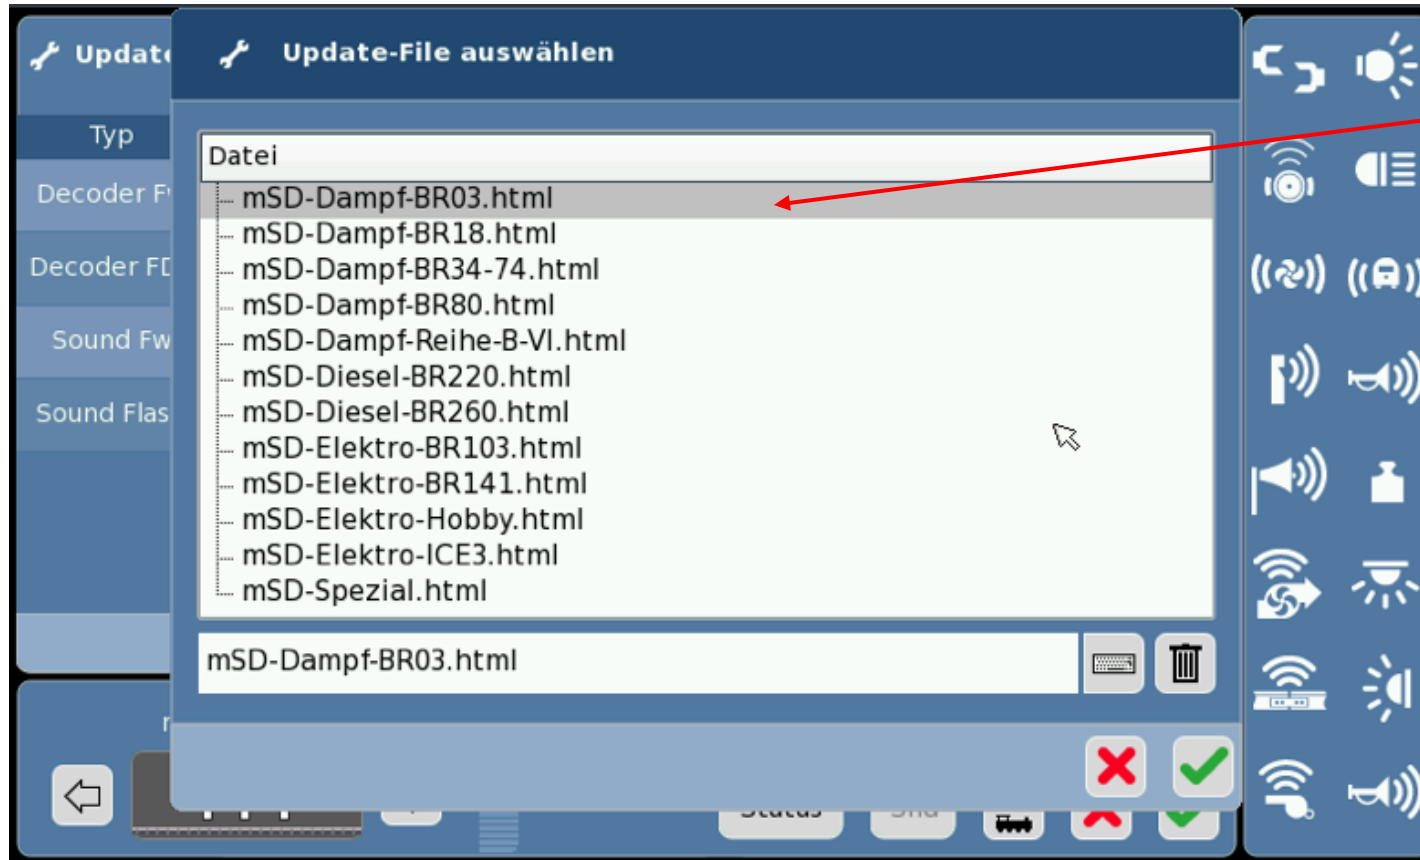 Update
Update-File auswählen
Typ
Datei
Decoder
mSD-Dampf-BR03.html
mSD-Dampf-BR18.html
Decoder
mSD-Dampf-BR34-74.html
mSD-Dampf-BR80.html
Sound Fw
mSD-Dampf-Reihe-B-VI.html
mSD-Diesel-BR220.html
Sound Flas
mSD-Diesel-BR260.html
mSD-Elektro-BR103.html
mSD-Elektro-BR141.html
mSD-Elektro-Hobby.html
mSD-Elektro-ICE3.html
mSD-Spezial.html
mSD-Dampf-BR03.html
Status